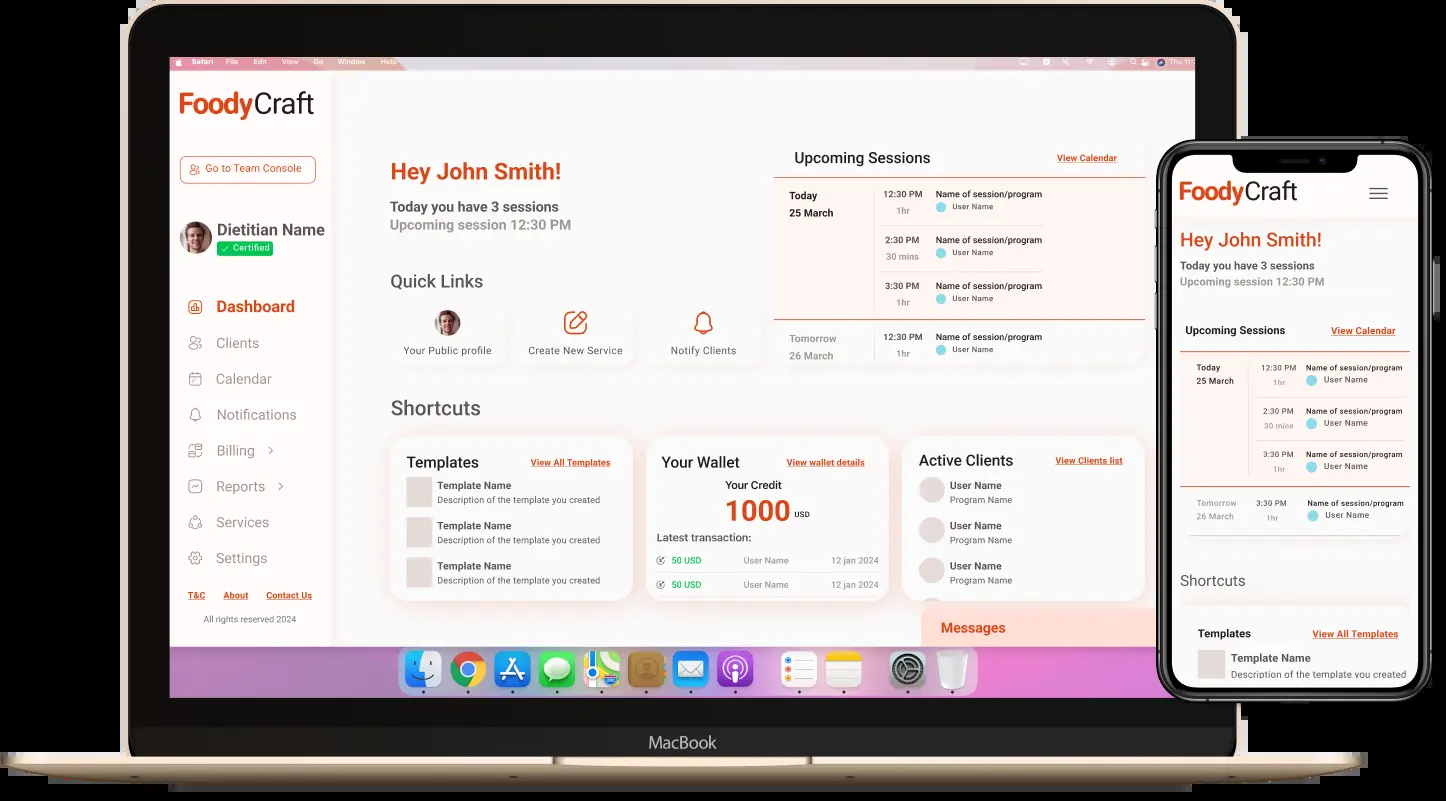 Safari File Edit View Go Window Help
Thu 11:
FoodyCraft
Go to Team Console
Dietitian Name
Certified
Dashboard
Clients
Calendar
Notifications
Billing
Reports
Services
Settings
T&C About Contact Us
All rights reserved 2024
Hey John Smith!
Today you have 3 sessions
Upcoming session 12:30 PM
Quick Links
Your Public profile
Create New Service
Notify Clients
Upcoming Sessions
View Calendar
Today
25 March
12:30 PM Name of session/program
1hr User Name
2:30 PM Name of session/program
30 mins User Name
3:30 PM Name of session/program
1hr User Name
Tomorrow
26 March
12:30 PM Name of session/program
1hr User Name
Shortcuts
Templates View All Templates
Template Name
Description of the template you created
Template Name
Description of the template you created
Template Name
Description of the template you created
Your Wallet View wallet details
Your Credit
1000 USD
Latest transaction:
50 USD User Name 12 jan 2024
50 USD User Name 12 jan 2024
Active Clients View Clients list
User Name
Program Name
User Name
Program Name
User Name
Program Name
Messages
MacBook
FoodyCraft
Hey John Smith!
Today you have 3 sessions
Upcoming session 12:30 PM
Upcoming Sessions View Calendar
Today
25 March
12:30 PM Name of session/program
1hr User Name
2:30 PM Name of session/program
30 mins User Name
3:30 PM Name of session/program
1hr User Name
Tomorrow
26 March
3:30 PM Name of session/program
1hr User Name
Shortcuts
Templates View All Templates
Template Name
Description of the template you created